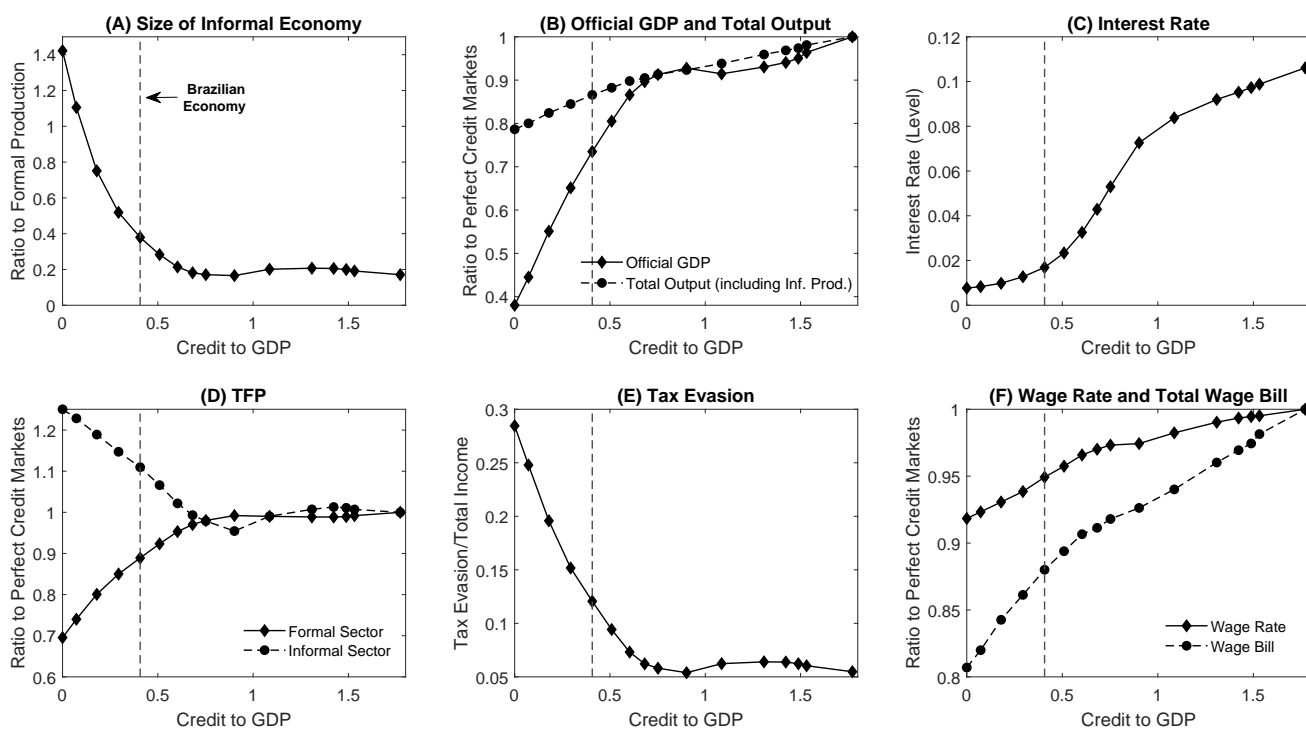 (A) Size of Informal Economy
Ratio to Formal Production
1.4
1.2
1
0.8
0.6
0.4
0.2
0
Brazilian
Economy
0
0.5
1
1.5
Credit to GDP
(B) Official GDP and Total Output
Ratio to Perfect Credit Markets
1
0.9
0.8
0.7
0.6
0.5
0.4
Official GDP
Total Output (including Inf. Prod.)
0
0.5
1
1.5
Credit to GDP
(C) Interest Rate
Interest Rate (Level)
0.12
0.1
0.08
0.06
0.04
0.02
0
0
0.5
1
1.5
Credit to GDP
(D) TFP
Ratio to Perfect Credit Markets
1.2
1.1
1
0.9
0.8
0.7
0.6
Formal Sector
Informal Sector
0
0.5
1
1.5
Credit to GDP
(E) Tax Evasion
Tax Evasion/Total Income
0.3
0.25
0.2
0.15
0.1
0.05
0
0.5
1
1.5
Credit to GDP
(F) Wage Rate and Total Wage Bill
Ratio to Perfect Credit Markets
1
0.95
0.9
0.85
0.8
Wage Rate
Wage Bill
0
0.5
1
1.5
Credit to GDP